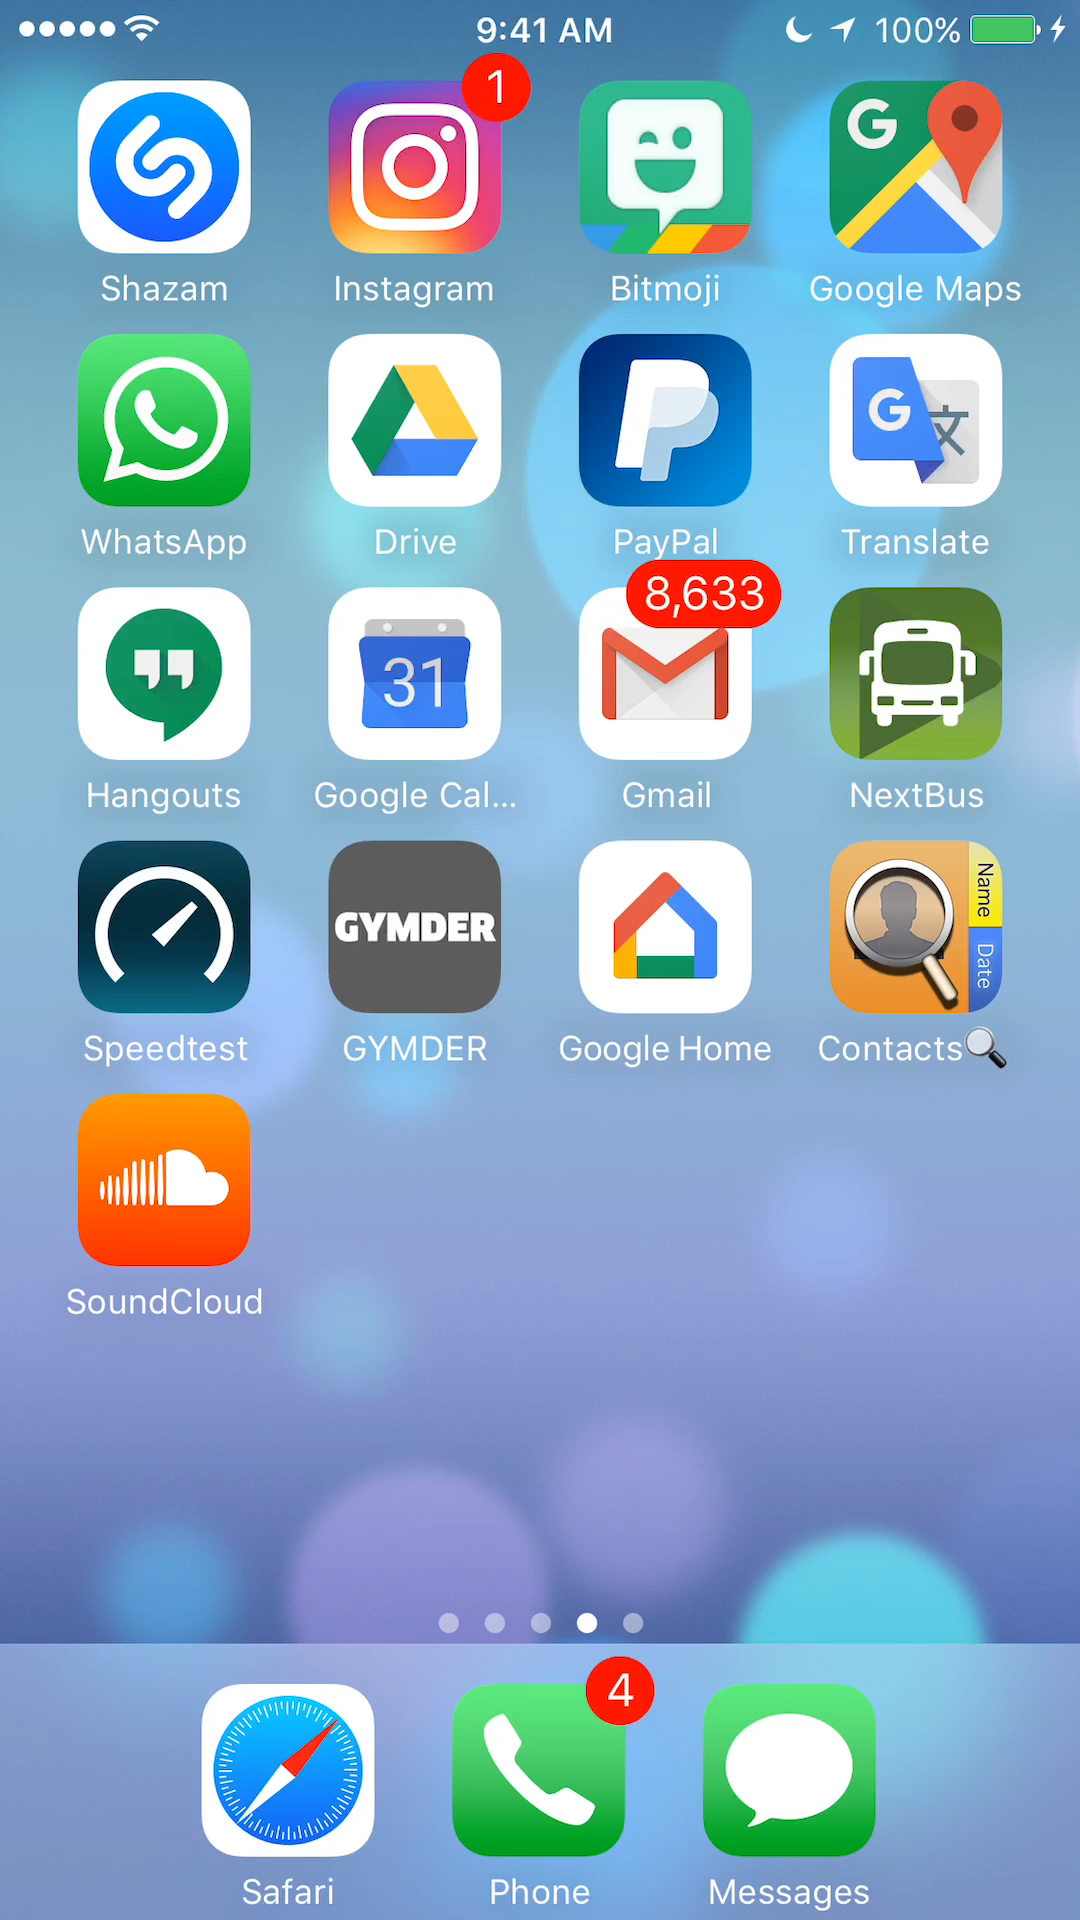 9:41 AM 100%
1
Shazam Instagram Bitmoji Google Maps
WhatsApp Drive PayPal Translate
8,633
31
Hangouts Google Cal... Gmail NextBus
GYMDER
Name
Date
Speedtest GYMDER Google Home Contacts🔍
SoundCloud
4
Safari Phone Messages